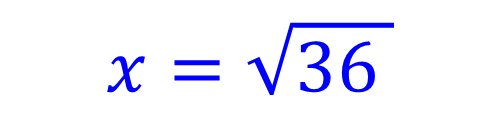 x = √36